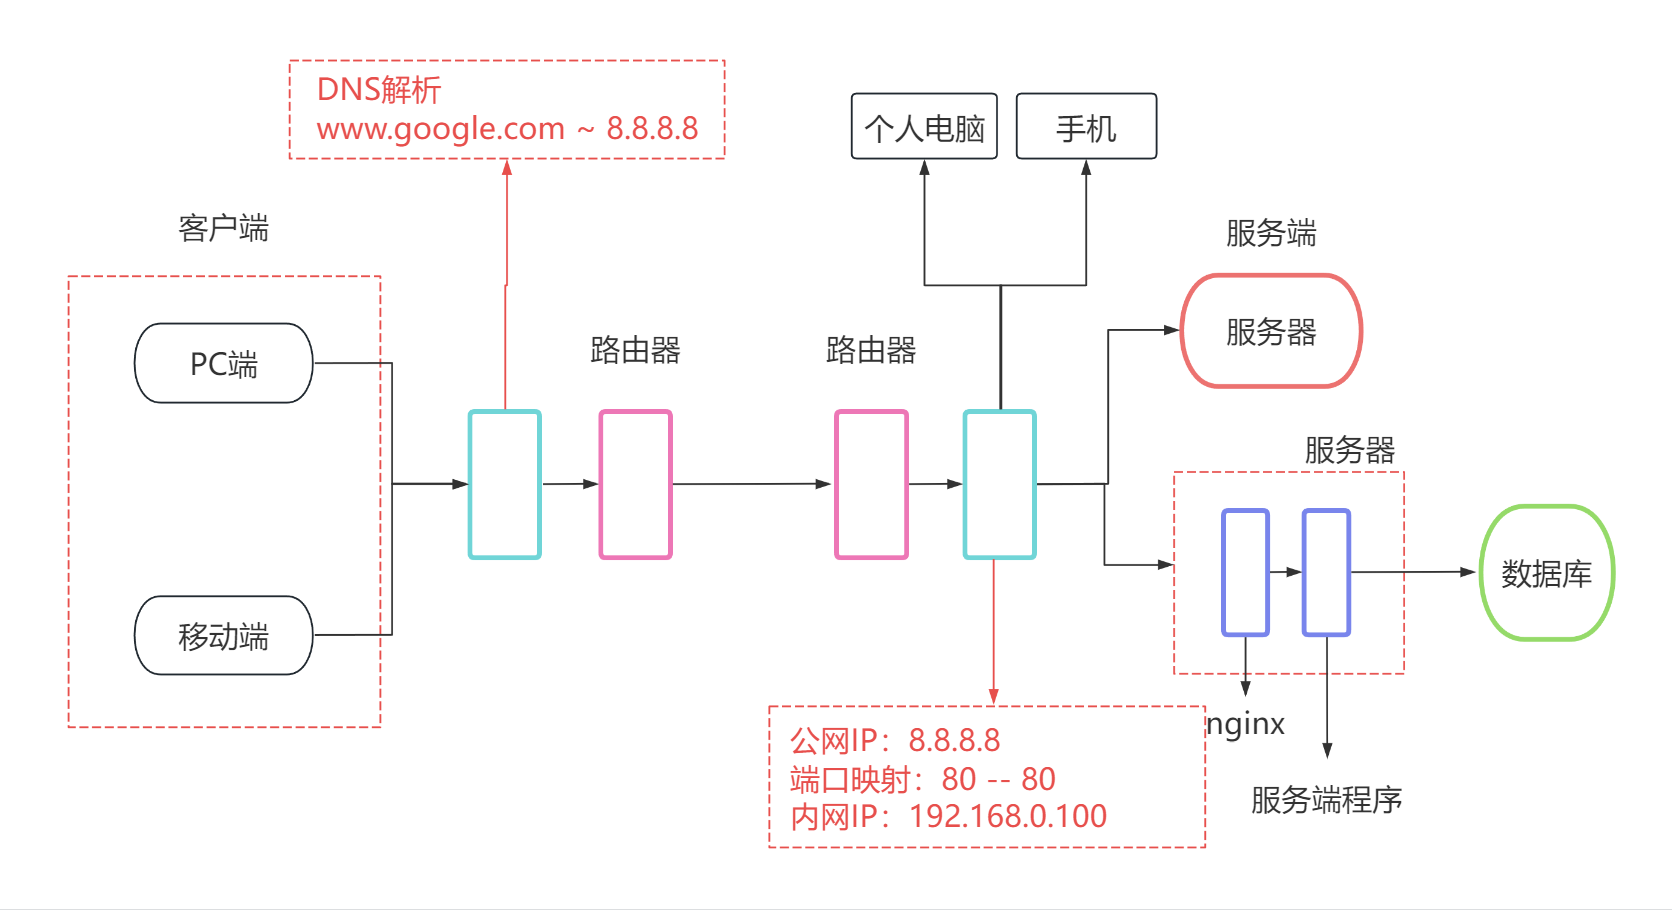 DNS解析
www.google.com ~ 8.8.8.8
个人电脑
手机
客户端
服务端
服务器
PC端
路由器
路由器
服务器
移动端
数据库
nginx
公网IP：8.8.8.8
端口映射：80 -- 80
内网IP：192.168.0.100
服务端程序